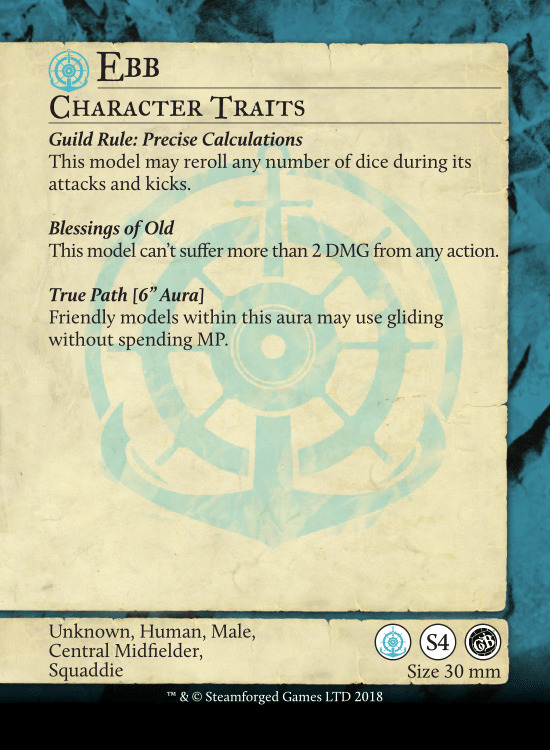 Ebb
Character Traits
Guild Rule: Precise Calculations
This model may reroll any number of dice during its
attacks and kicks.
Blessings of Old
This model can't suffer more than 2 DMG from any action.
True Path [6” Aura]
Friendly models within this aura may use gliding
without spending MP.
Unknown, Human, Male,
Central Midfielder,
Squaddie
S4
GB
Size 30 mm
™ & © Steamforged Games LTD 2018